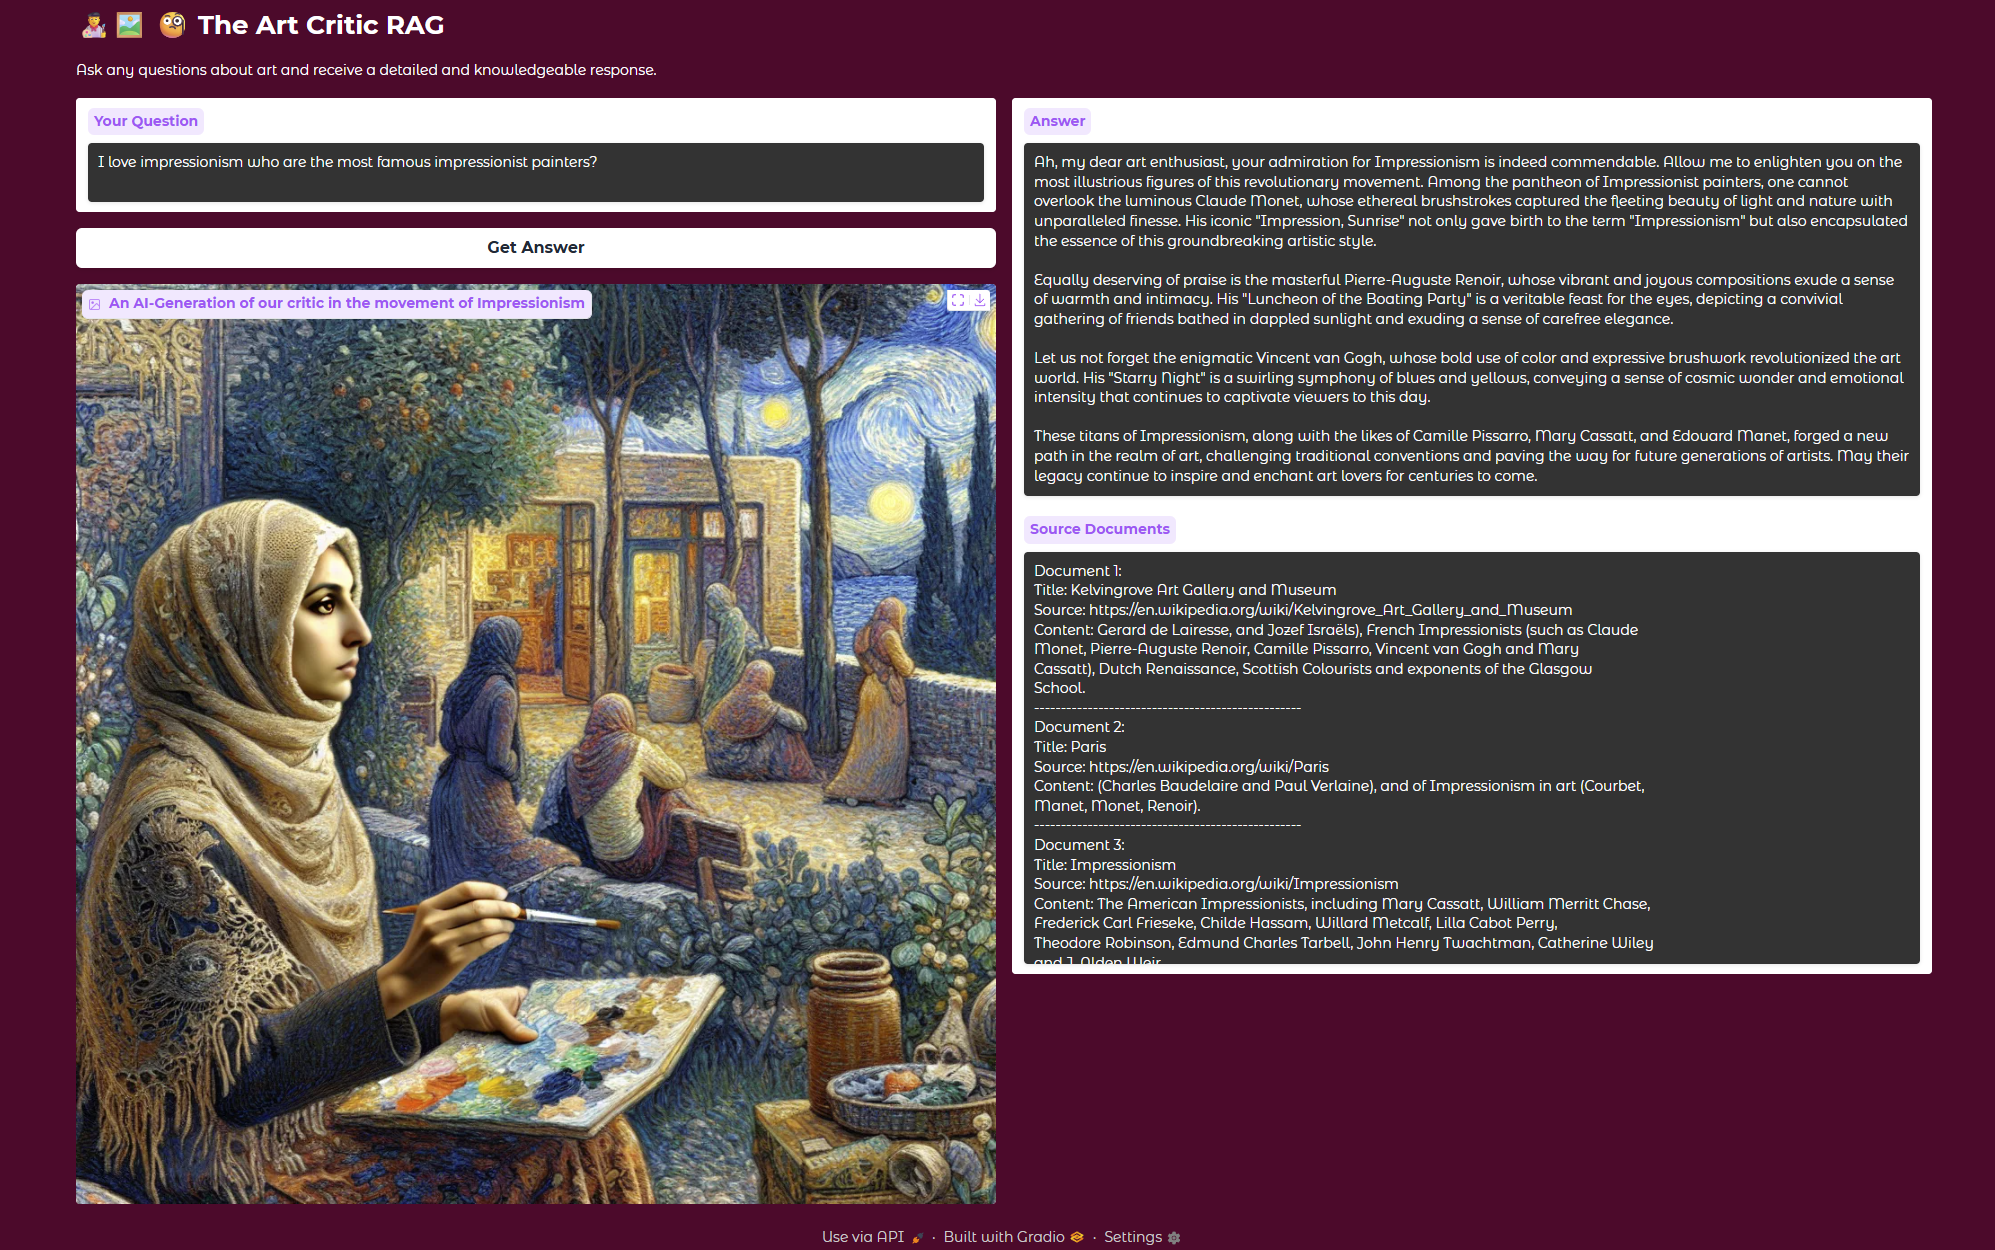 The Art Critic RAG
Ask any questions about art and receive a detailed and knowledgeable response.
Your Question
I love impressionism who are the most famous impressionist painters?
Get Answer
An AI-Generation of our critic in the movement of Impressionism
Answer
Ah, my dear art enthusiast, your admiration for Impressionism is indeed commendable. Allow me to enlighten you on the
most illustrious figures of this revolutionary movement. Among the pantheon of Impressionist painters, one cannot
overlook the luminous Claude Monet, whose ethereal brushstrokes captured the fleeting beauty of light and nature with
unparalleled finesse. His iconic "Impression, Sunrise" not only gave birth to the term "Impressionism" but also encapsulated
the essence of this groundbreaking artistic style.
Equally deserving of praise is the masterful Pierre-Auguste Renoir, whose vibrant and joyous compositions exude a sense
of warmth and intimacy. His "Luncheon of the Boating Party" is a veritable feast for the eyes, depicting a convivial
gathering of friends bathed in dappled sunlight and exuding a sense of carefree elegance.
Let us not forget the enigmatic Vincent van Gogh, whose bold use of color and expressive brushwork revolutionized the art
world. His "Starry Night" is a swirling symphony of blues and yellows, conveying a sense of cosmic wonder and emotional
intensity that continues to captivate viewers to this day.
These titans of Impressionism, along with the likes of Camille Pissarro, Mary Cassatt, and Edouard Manet, forged a new
path in the realm of art, challenging traditional conventions and paving the way for future generations of artists. May their
legacy continue to inspire and enchant art lovers for centuries to come.
Source Documents
Document 1:
Title: Kelvingrove Art Gallery and Museum
Source: https://en.wikipedia.org/wiki/Kelvingrove_Art_Gallery_and_Museum
Content: Gerard de Lairesse, and Jozef Israëls), French Impressionists (such as Claude
Monet, Pierre-Auguste Renoir, Camille Pissarro, Vincent van Gogh and Mary
Cassatt), Dutch Renaissance, Scottish Colourists and exponents of the Glasgow
School.
--------------------------------------------------
Document 2:
Title: Paris
Source: https://en.wikipedia.org/wiki/Paris
Content: (Charles Baudelaire and Paul Verlaine), and of Impressionism in art (Courbet,
Manet, Monet, Renoir).
--------------------------------------------------
Document 3:
Title: Impressionism
Source: https://en.wikipedia.org/wiki/Impressionism
Content: The American Impressionists, including Mary Cassatt, William Merritt Chase,
Frederick Carl Frieseke, Childe Hassam, Willard Metcalf, Lilla Cabot Perry,
Theodore Robinson, Edmund Charles Tarbell, John Henry Twachtman, Catherine Wiley
and J. Alden Weir
Use via API · Built with Gradio · Settings